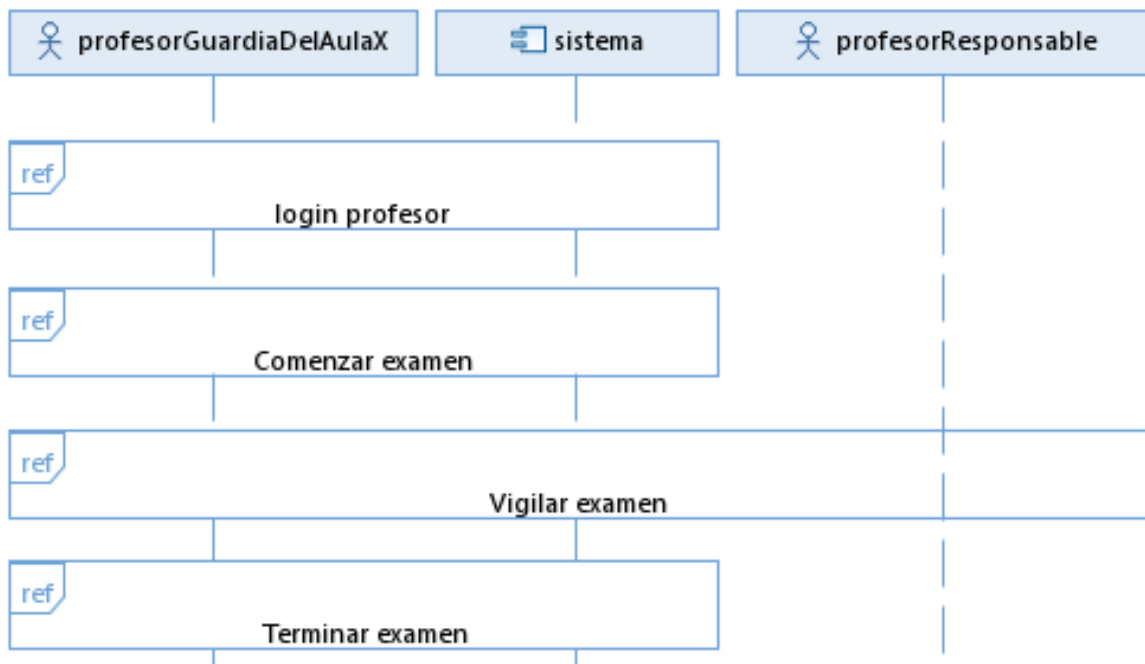 profesorGuardiaDelAulaX
sistema
profesorResponsable
ref
login profesor
ref
Comenzar examen
ref
Vigilar examen
ref
Terminar examen